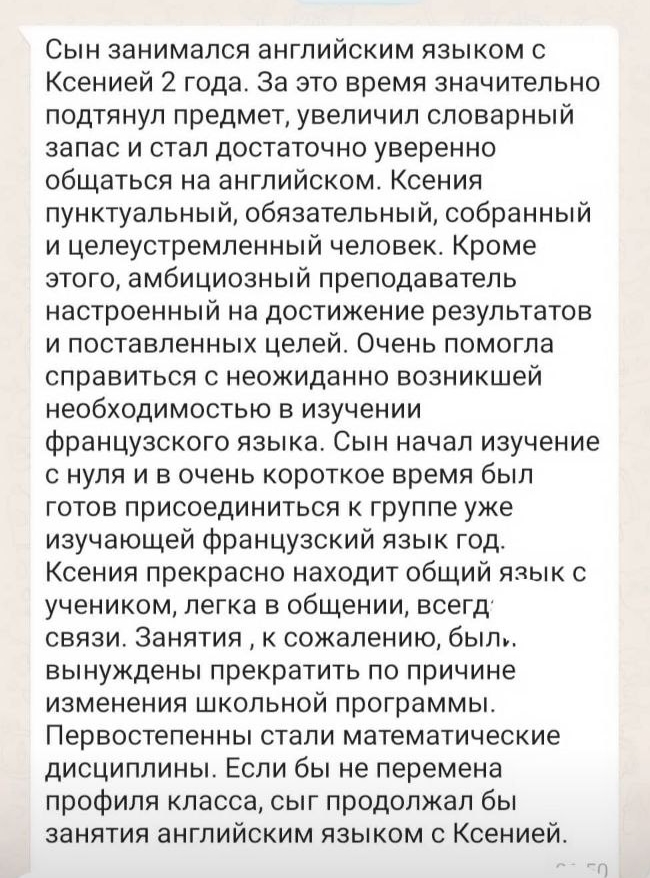 Сын занимался английским языком с
Ксенией 2 года. За это время значительно
подтянул предмет, увеличил словарный
запас и стал достаточно уверенно
общаться на английском. Ксения
пунктуальный, обязательный, собранный
и целеустремленный человек. Кроме
этого, амбициозный преподаватель
настроенный на достижение результатов
и поставленных целей. Очень помогла
справиться с неожиданно возникшей
необходимостью в изучении
французского языка. Сын начал изучение
с нуля и в очень короткое время был
готов присоединиться к группе уже
изучающей французский язык год.
Ксения прекрасно находит общий язык с
учеником, легка в общении,
связи. Занятия , к сожалению,
вынуждены прекратить по причине
изменения школьной программы.
Первостепенны стали математические
дисциплины. Если бы не перемена
профиля класса, сыг продолжал бы
занятия английским языком с Ксенией.